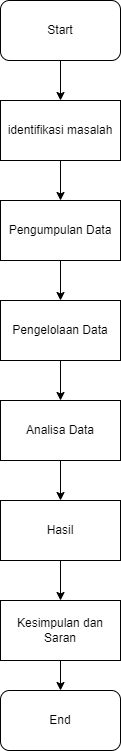 Start
identifikasi masalah
Pengumpulan Data
Pengelolaan Data
Analisa Data
Hasil
Kesimpulan dan
Saran
End